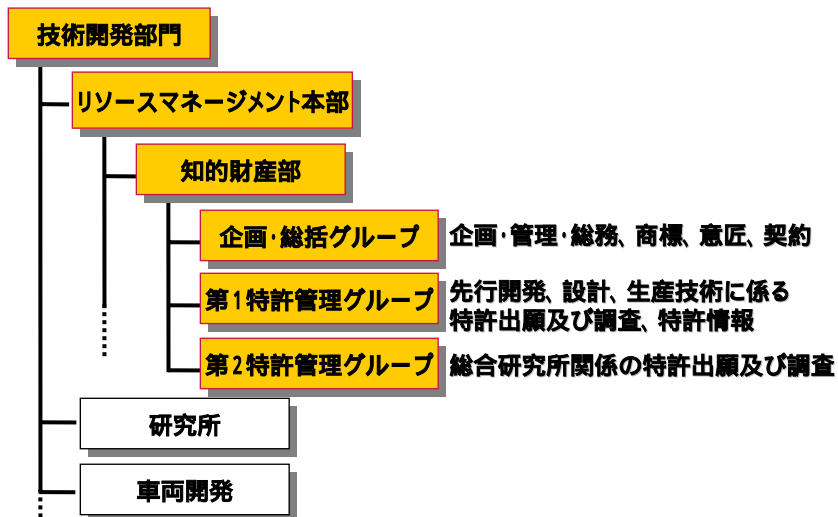 技術開発部門
リソースマネージメント本部
知的財産部
企画・総括グループ
企画・管理・総務、商標、意匠、契約
第1特許管理グループ
先行開発、設計、生産技術に係る
特許出願及び調査、特許情報
第2特許管理グループ
総合研究所関係の特許出願及び調査
研究所
車両開発